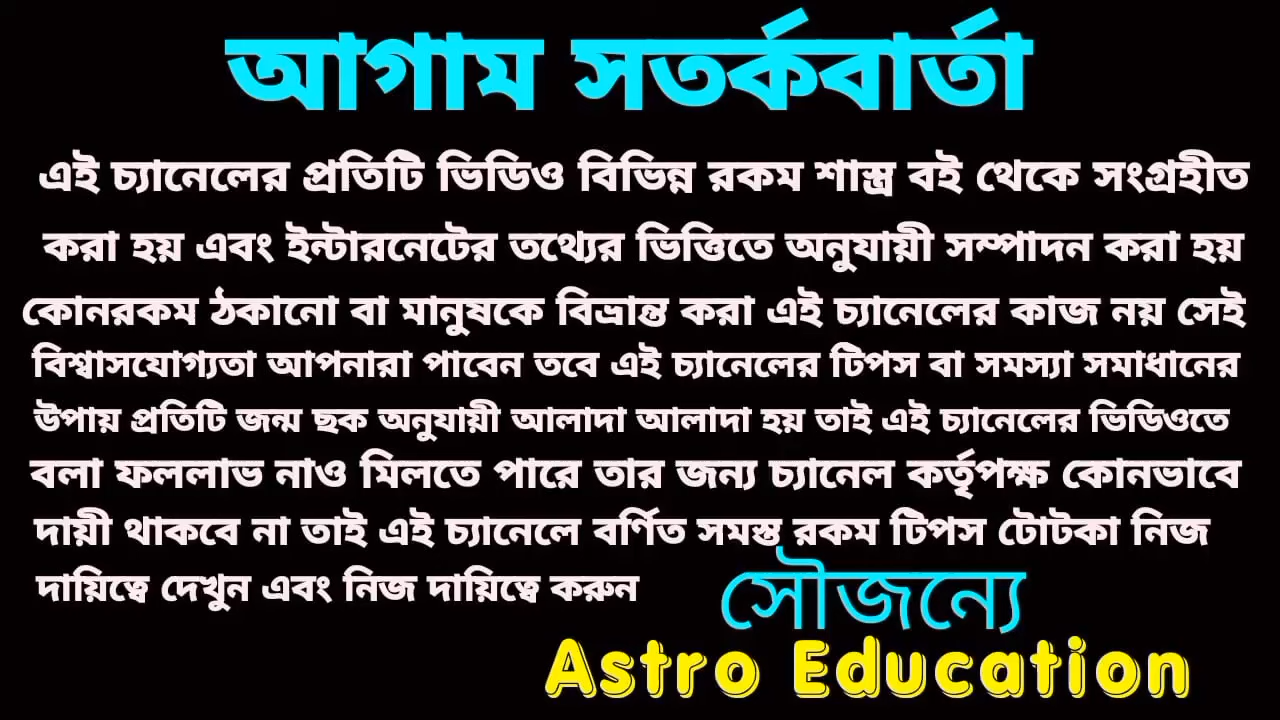 আগাম সতর্কবার্তা
এই চ্যানেলের প্রতিটি ভিডিও বিভিন্ন রকম শাস্ত্র বই থেকে সংগ্রহীত
করা হয় এবং ইন্টারনেটের তথ্যের ভিত্তিতে অনুযায়ী সম্পাদন করা হয়
কোনরকম ঠকানো বা মানুষকে বিভ্রান্ত করা এই চ্যানেলের কাজ নয় সেই
বিশ্বাসযোগ্যতা আপনারা পাবেন তবে এই চ্যানেলের টিপস বা সমস্যা সমাধানের
উপায় প্রতিটি জন্ম ছক অনুযায়ী আলাদা আলাদা হয় তাই এই চ্যানেলের ভিডিওতে
বলা ফললাভ নাও মিলতে পারে তার জন্য চ্যানেল কর্তৃপক্ষ কোনভাবে
দায়ী থাকবে না তাই এই চ্যানেলে বর্ণিত সমস্ত রকম টিপস টোটকা নিজ
দায়িত্বে দেখুন এবং নিজ দায়িত্বে করুন
সৌজন্যে
Astro Education